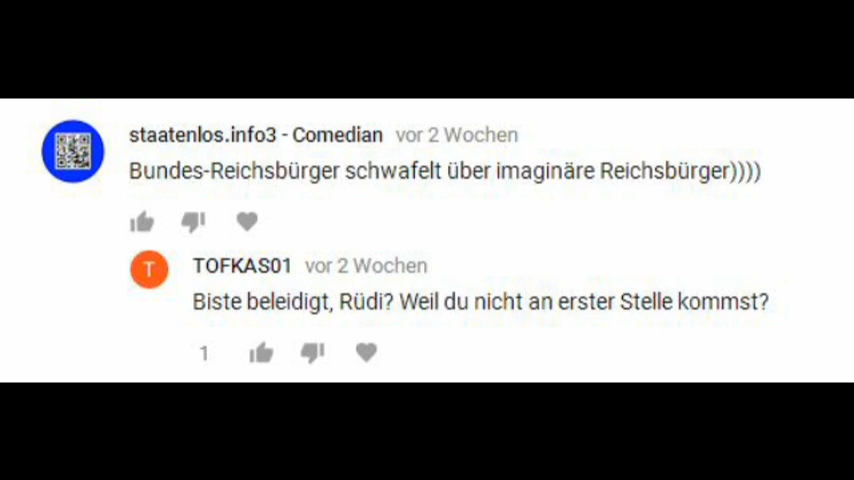 staatenlos.info3 - Comedian vor 2 Wochen
Bundes-Reichsbürger schwafelt über imaginäre Reichsbürger))))
T TOFKAS01 vor 2 Wochen
Biste beleidigt, Rüdi? Weil du nicht an erster Stelle kommst?
1